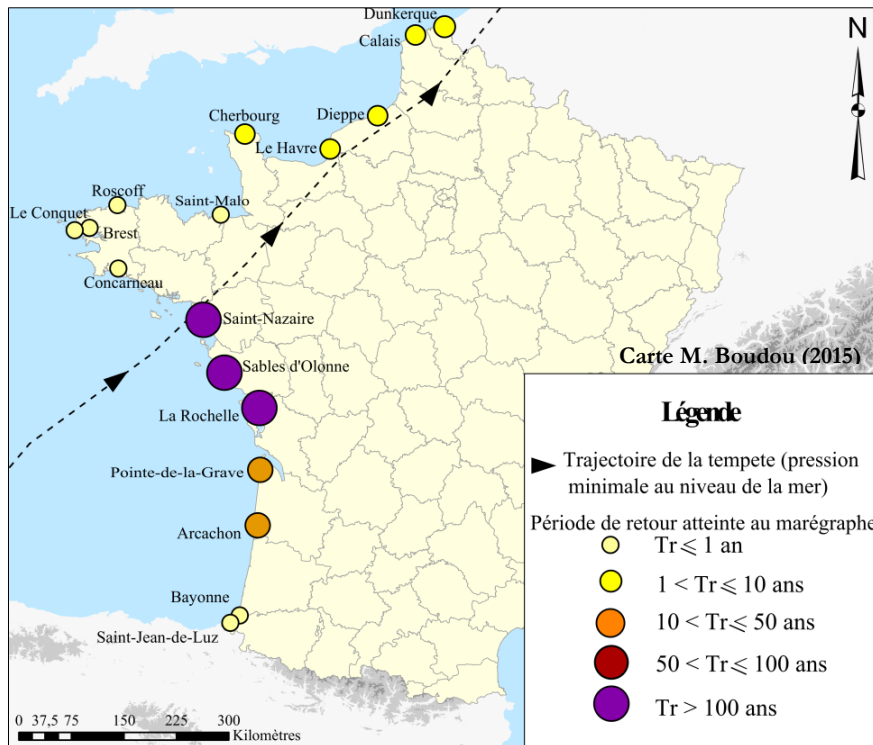 Dunkerque
Calais
N
Dieppe
Cherbourg
Le Havre
Roscoff
Saint-Malo
Le Conquet
Brest
Concarneau
Saint-Nazaire
Carte M. Boudou (2015)
Sables d'Olonne
La Rochelle
Pointe-de-la-Grave
Arcachon
Bayonne
Saint-Jean-de-Luz
0 37,5 75 150 225 300
Kilomètres
Légende
Trajectoire de la tempete (pression
minimale au niveau de la mer)
Période de retour atteinte au marégraphe
Tr ⩽ 1 an
1 < Tr ⩽ 10 ans
10 < Tr ⩽ 50 ans
50 < Tr ⩽ 100 ans
Tr > 100 ans